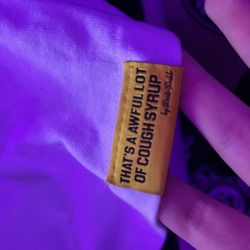 THAT'S A AWFUL LOT
OF COUGH SYRUP